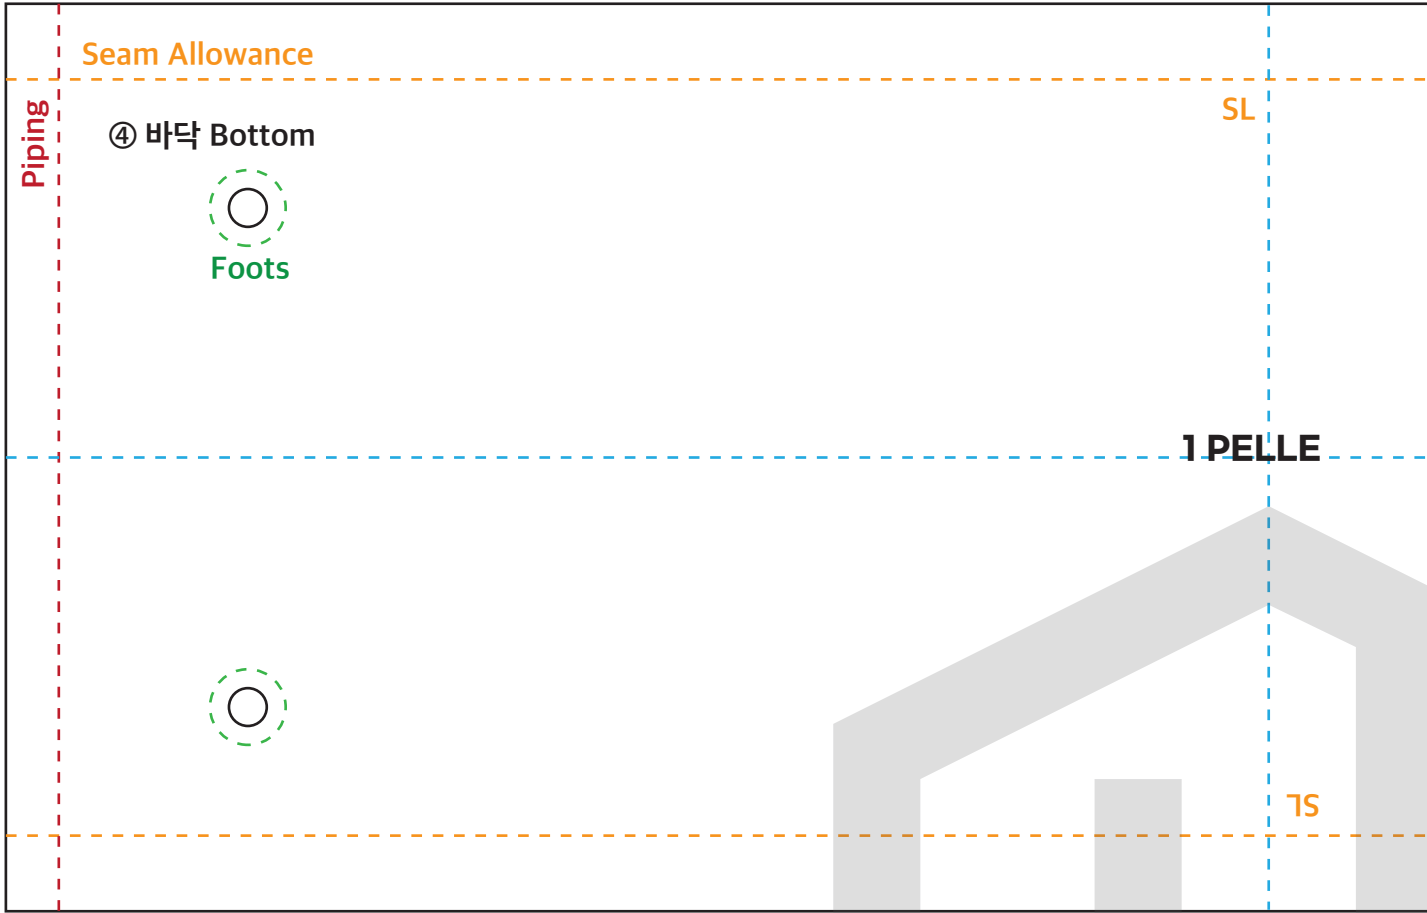 Seam Allowance
SL
Piping
④ 바닥 Bottom
Foots
1 PELLE
SL